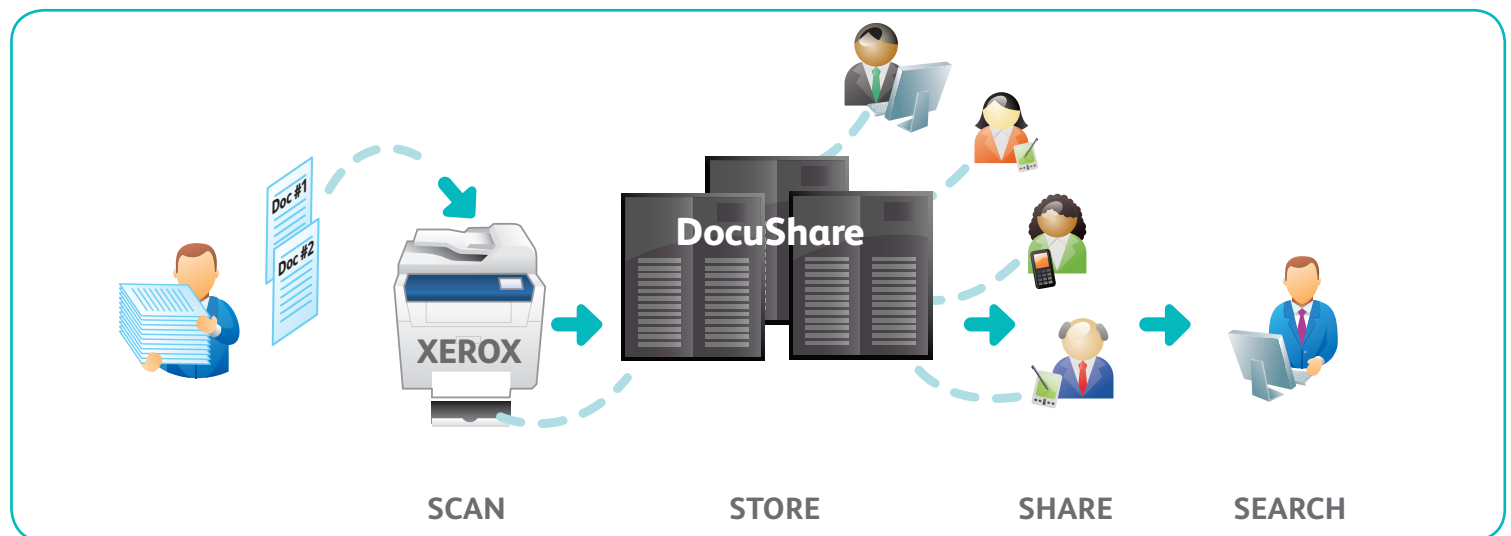 Doc #1
Doc #2
XEROX
DocuShare
SCAN
STORE
SHARE
SEARCH